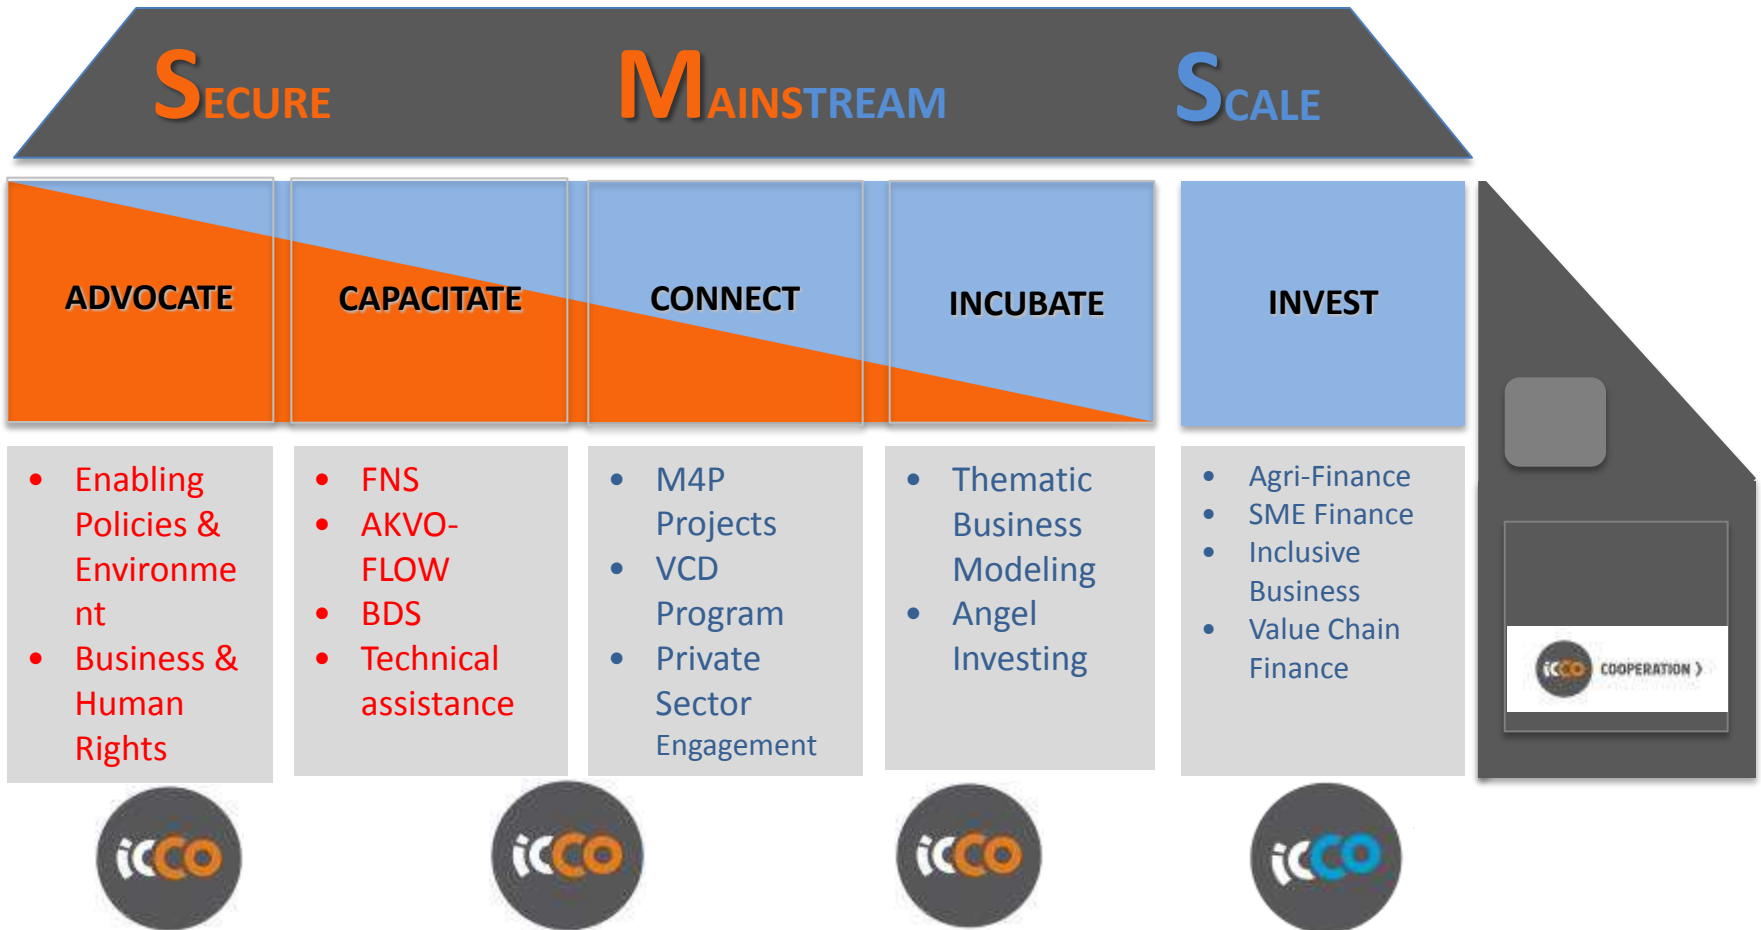 SECURE
MAINSTREAM
SCALE
ADVOCATE
CAPACITATE
CONNECT
INCUBATE
INVEST
• Enabling
Policies &
Environme
nt
• Business &
Human
Rights
• FNS
• AKVO-
FLOW
• BDS
• Technical
assistance
• M4P
Projects
• VCD
Program
• Private
Sector
Engagement
• Thematic
Business
Modeling
• Angel
Investing
• Agri-Finance
• SME Finance
• Inclusive
Business
• Value Chain
Finance
icco COOPERATION ❭
icco
icco
icco
icco